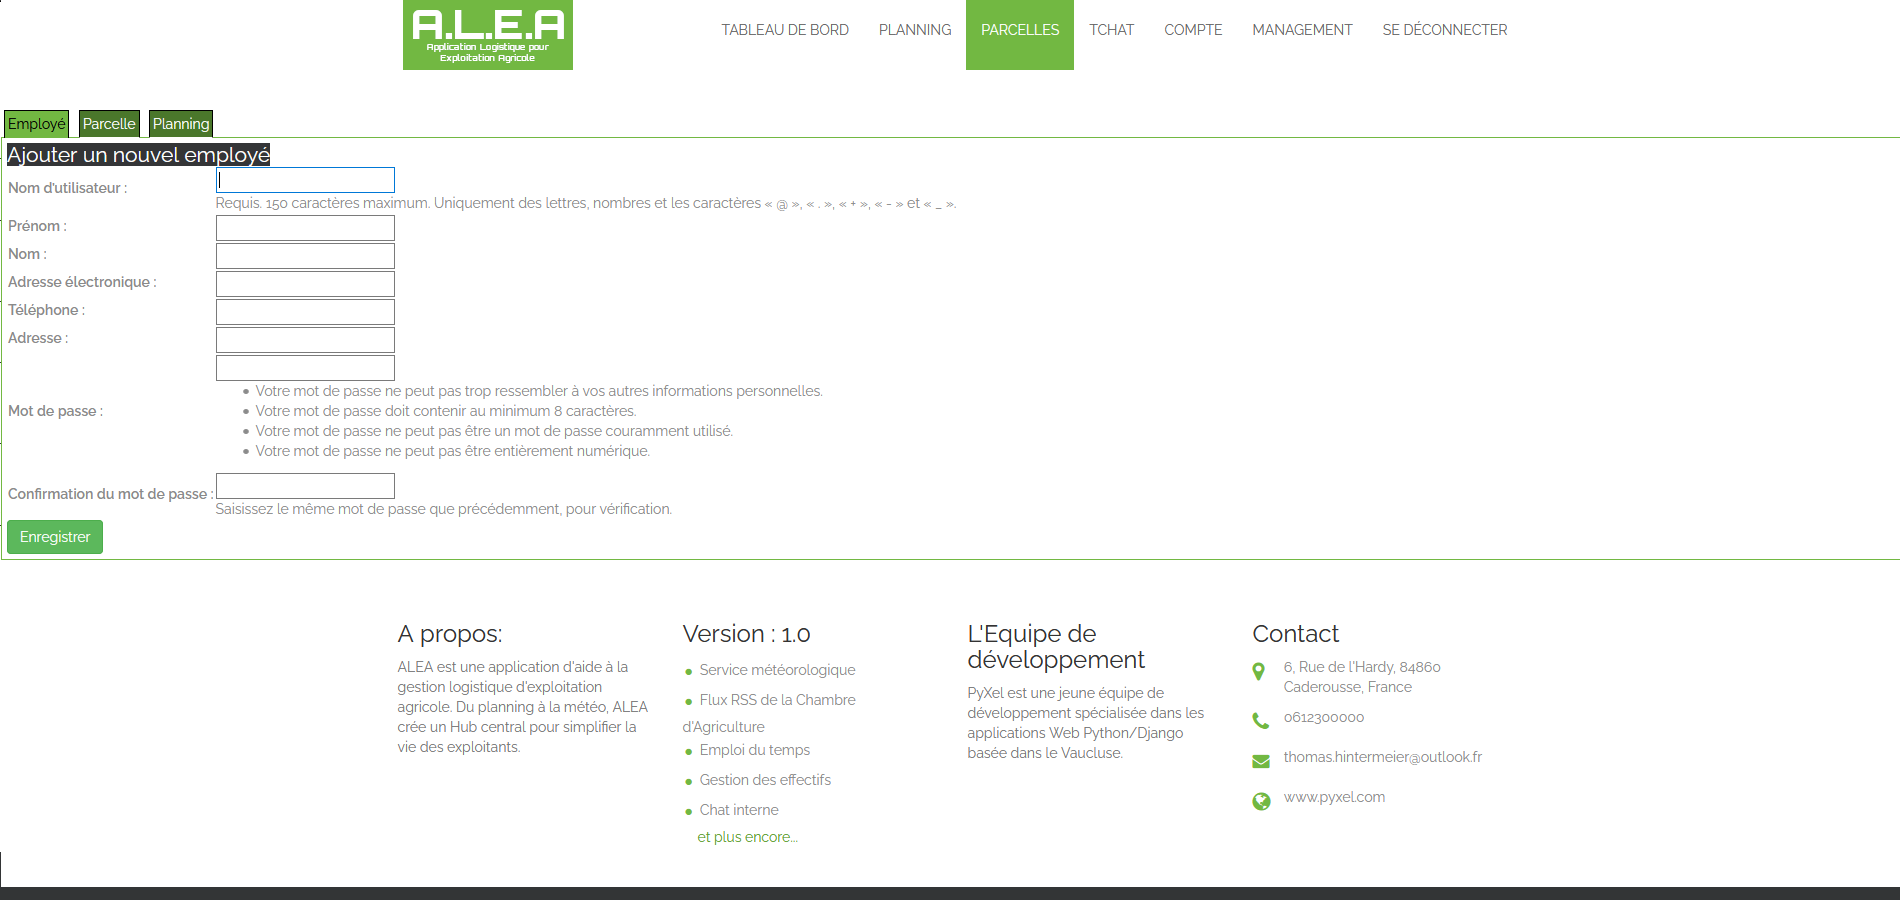 A.L.E.A
Application Logistique pour
Exploitation Agricole
TABLEAU DE BORD PLANNING PARCELLES TCHAT COMPTE MANAGEMENT SE DÉCONNECTER
Employé Parcelle Planning
Ajouter un nouvel employé
Nom d'utilisateur :
Requis. 150 caractères maximum. Uniquement des lettres, nombres et les caractères « @ », « . », « + », « - » et « _ ».
Prénom :
Nom :
Adresse électronique :
Téléphone :
Adresse :
Mot de passe :
• Votre mot de passe ne peut pas trop ressembler à vos autres informations personnelles.
• Votre mot de passe doit contenir au minimum 8 caractères.
• Votre mot de passe ne peut pas être un mot de passe couramment utilisé.
• Votre mot de passe ne peut pas être entièrement numérique.
Confirmation du mot de passe :
Saisissez le même mot de passe que précédemment, pour vérification.
Enregistrer
A propos:
ALEA est une application d'aide à la
gestion logistique d'exploitation
agricole. Du planning à la météo, ALEA
crée un Hub central pour simplifier la
vie des exploitants.
Version : 1.0
• Service météorologique
• Flux RSS de la Chambre
d'Agriculture
• Emploi du temps
• Gestion des effectifs
• Chat interne
et plus encore...
L'Equipe de
développement
PyXel est une jeune équipe de
développement spécialisée dans les
applications Web Python/Django
basée dans le Vaucluse.
Contact
6, Rue de l'Hardy, 84860
Caderousse, France
0612300000
thomas.hintermeier@outlook.fr
www.pyxel.com